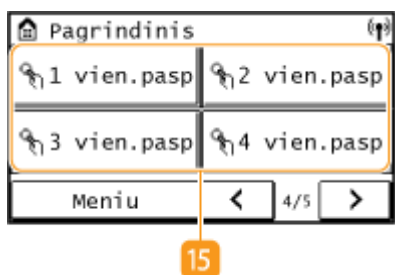 Pagrindinis
1 vien.pasp 2 vien.pasp
3 vien.pasp 4 vien.pasp
Meniu < 4/5 >
15